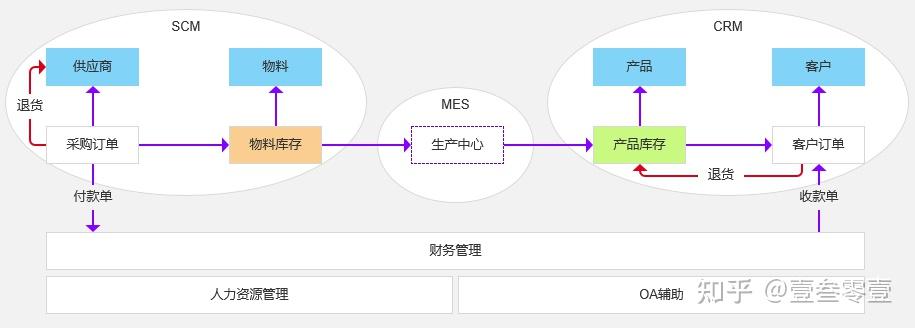 SCM
CRM
供应商
物料
产品
客户
退货
MES
采购订单
物料库存
生产中心
产品库存
客户订单
退货
付款单
收款单
财务管理
人力资源管理
OA辅助
知乎 @壹叁零壹